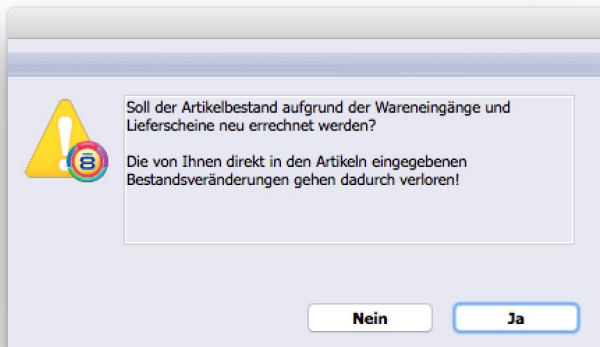 Soll der Artikelbestand aufgrund der Wareneingänge und
Lieferscheine neu errechnet werden?
Die von Ihnen direkt in den Artikeln eingegebenen
Bestandsveränderungen gehen dadurch verloren!
8
Nein
Ja